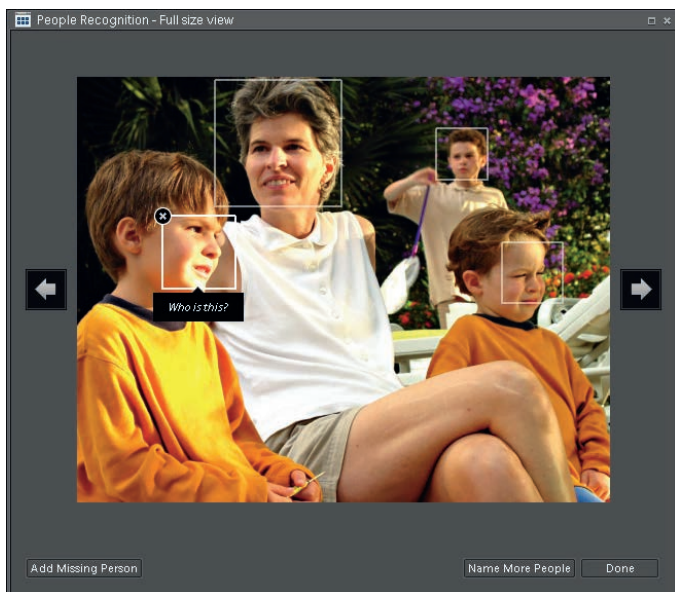 People Recognition - Full size view
Who is this?
Add Missing Person
Name More People
Done